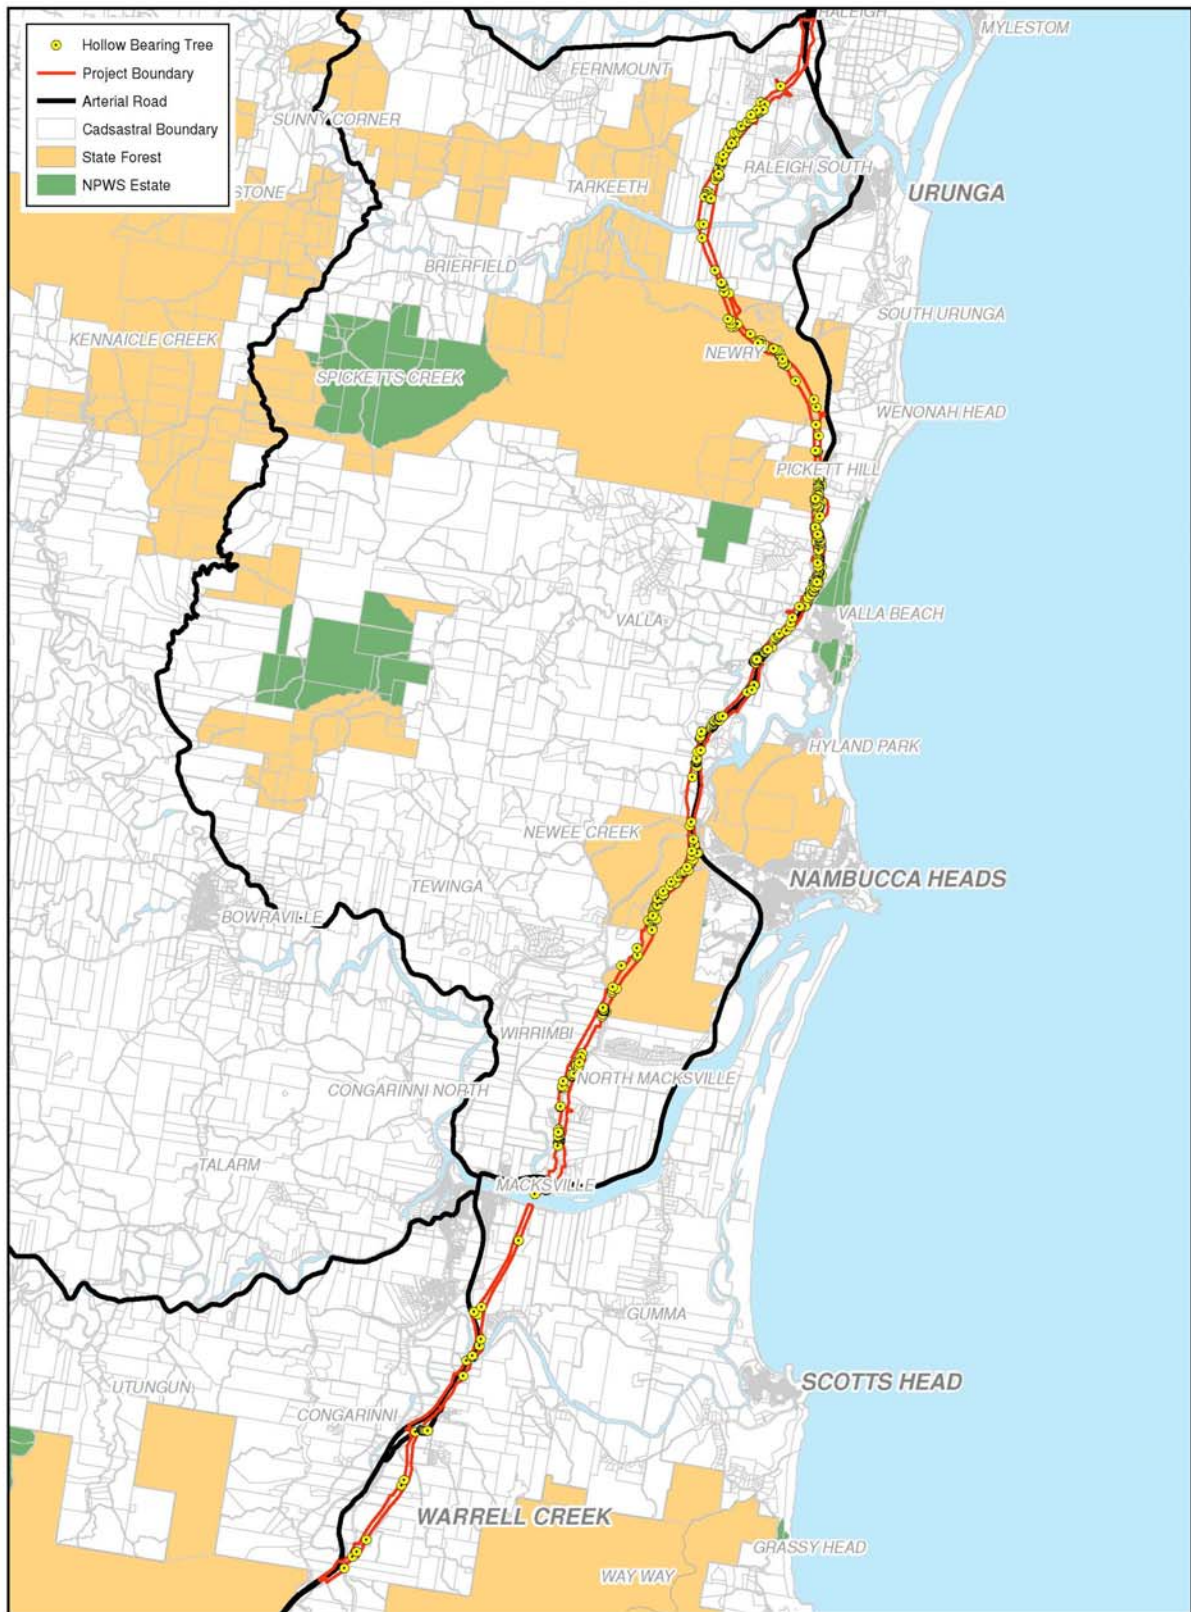 Hollow Bearing Tree
Project Boundary
Arterial Road
Cadsastral Boundary
State Forest
NPWS Estate
RALEIGH
MYLESTOM
FERNMOUNT
SUNNY CORNER
RALEIGH SOUTH
TARKEETH
STONE
URUNGA
BRIERFIELD
SOUTH URUNGA
KENNAICLE CREEK
NEWRY
SPICKETTS CREEK
WENONAH HEAD
PICKETT HILL
VALLA BEACH
VALLA
HYLAND PARK
NEWEE CREEK
NAMBUCCA HEADS
TEWINGA
BOWRAVILLE
WIRRIMBI
NORTH MACKSVILLE
CONGARINNI NORTH
TALARM
MACKSVILLE
GUMMA
SCOTTS HEAD
UTUNGUN
CONGARINNI
WARRELL CREEK
GRASSY HEAD
WAY WAY